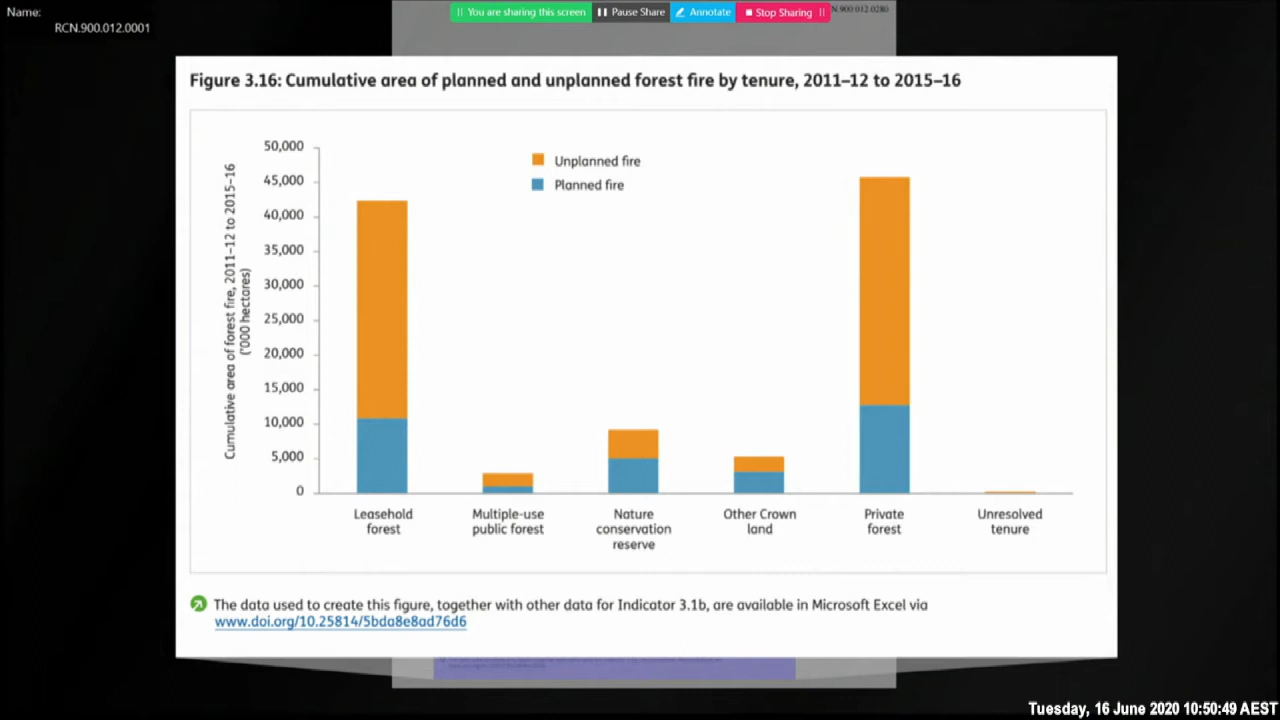 Name:
RCN.900.012.0001
You are sharing this screen
Pause Share
Annotate
Stop Sharing
Figure 3.16: Cumulative area of planned and unplanned forest fire by tenure, 2011–12 to 2015–16
Cumulative area of forest fire, 2011–12 to 2015–16
('000 hectares)
50,000
45,000
40,000
35,000
30,000
25,000
20,000
15,000
10,000
5,000
0
Unplanned fire
Planned fire
Leasehold
forest
Multiple-use
public forest
Nature
conservation
reserve
Other Crown
land
Private
forest
Unresolved
tenure
The data used to create this figure, together with other data for Indicator 3.1b, are available in Microsoft Excel via
www.doi.org/10.25814/5bda8e8ad76d6
Tuesday, 16 June 2020 10:50:49 AEST